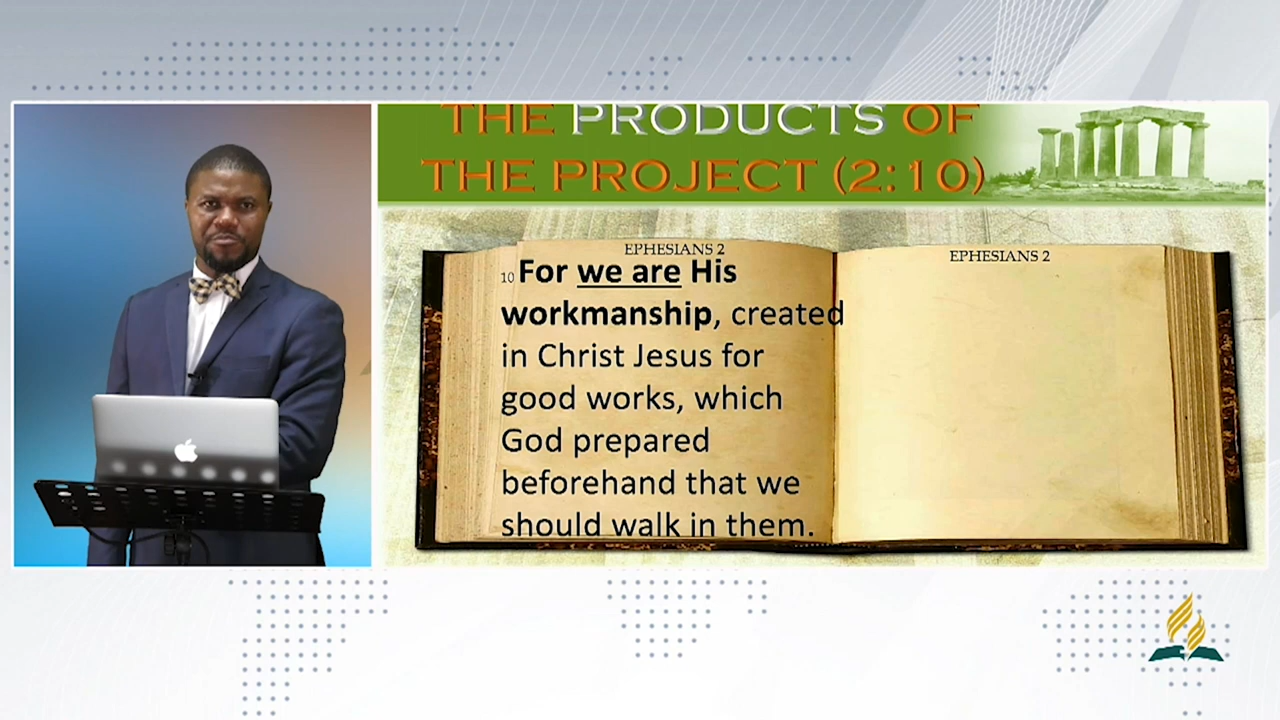 THE PRODUCTS OF
THE PROJECT (2:10)
EPHESIANS 2
EPHESIANS 2
10 For we are His
workmanship, created
in Christ Jesus for
good works, which
God prepared
beforehand that we
should walk in them.